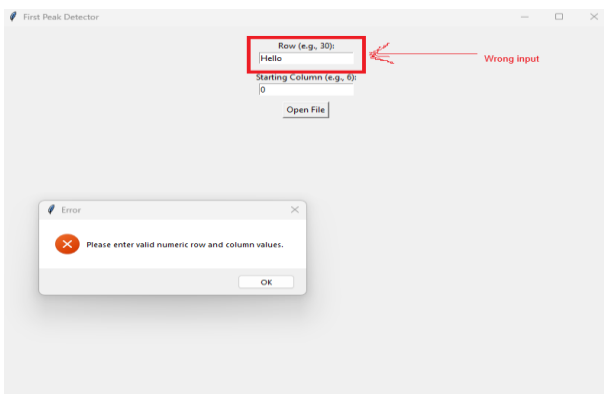 First Peak Detector
Row (e.g., 30):
Hello
Wrong input
Starting Column (e.g., 6):
0
Open File
Error
Please enter valid numeric row and column values.
OK